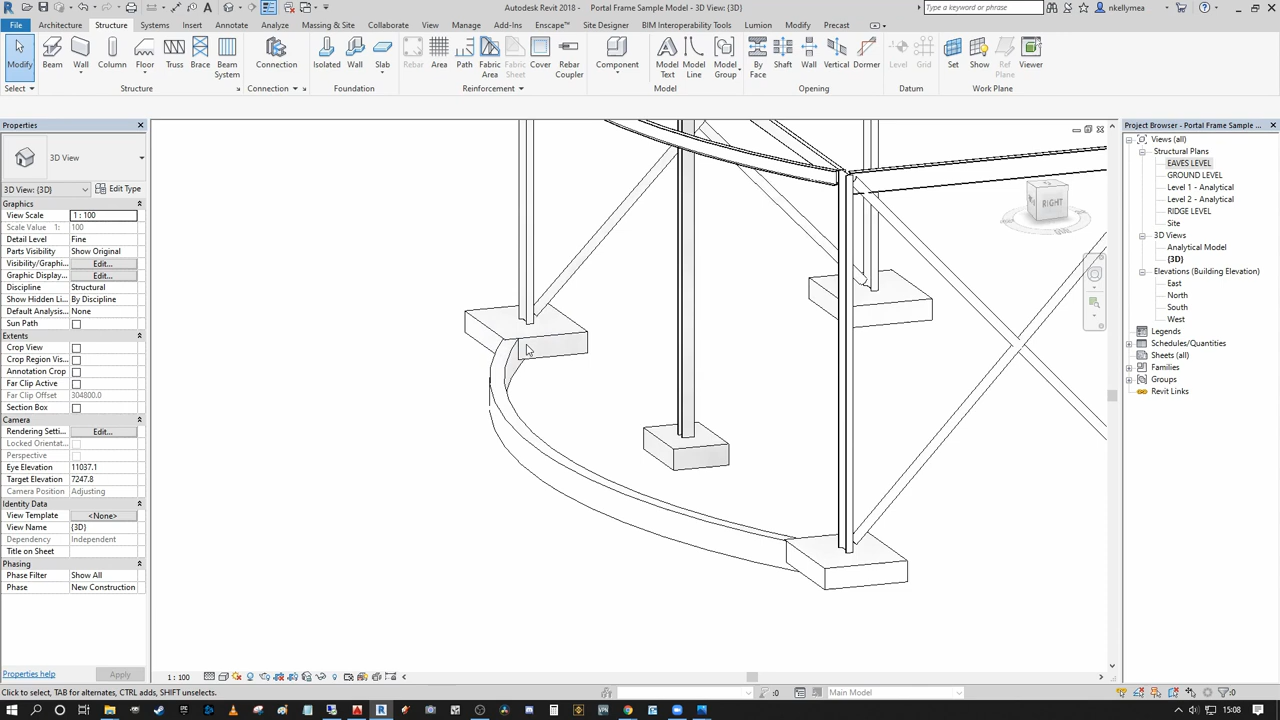 Autodesk Revit 2018 - Portal Frame Sample Model - 3D View: {3D}
Type a keyword or phrase
nkellymea
File Architecture Structure Systems Insert Annotate Analyze Massing & Site Collaborate View Manage Add-Ins Enscape™ Site Designer BIM Interoperability Tools Lumion Modify Precast
Modify Beam Wall Column Floor Truss Brace Beam System Connection Isolated Wall Slab Rebar Area Path Fabric Area Fabric Sheet Cover Rebar Coupler Component Model Text Model Line Model Group By Face Shaft Wall Vertical Dormer Level Grid Set Show Ref Plane Viewer
Select Structure Connection Foundation Reinforcement Model Opening Datum Work Plane
Properties
3D View
3D View: {3D} Edit Type
Graphics
View Scale 1 : 100
Scale Value 1: 100
Detail Level Fine
Parts Visibility Show Original
Visibility/Graphi... Edit...
Graphic Display... Edit...
Discipline Structural
Show Hidden Li... By Discipline
Default Analysis... None
Sun Path
Extents
Crop View
Crop Region Vis...
Annotation Crop
Far Clip Active
Far Clip Offset 304800.0
Section Box
Camera
Rendering Setti... Edit...
Locked Orientat...
Perspective
Eye Elevation 11037.1
Target Elevation 7247.8
Camera Position Adjusting
Identity Data
View Template <None>
View Name {3D}
Dependency Independent
Title on Sheet
Phasing
Phase Filter Show All
Phase New Construction
Properties help Apply
RIGHT
Project Browser - Portal Frame Sample ...
Views (all)
Structural Plans
EAVES LEVEL
GROUND LEVEL
Level 1 - Analytical
Level 2 - Analytical
RIDGE LEVEL
Site
3D Views
Analytical Model
{3D}
Elevations (Building Elevation)
East
North
South
West
Legends
Schedules/Quantities
Sheets (all)
Families
Groups
Revit Links
1 : 100
Click to select, TAB for alternates, CTRL adds, SHIFT unselects.
:0 Main Model :0
15:08